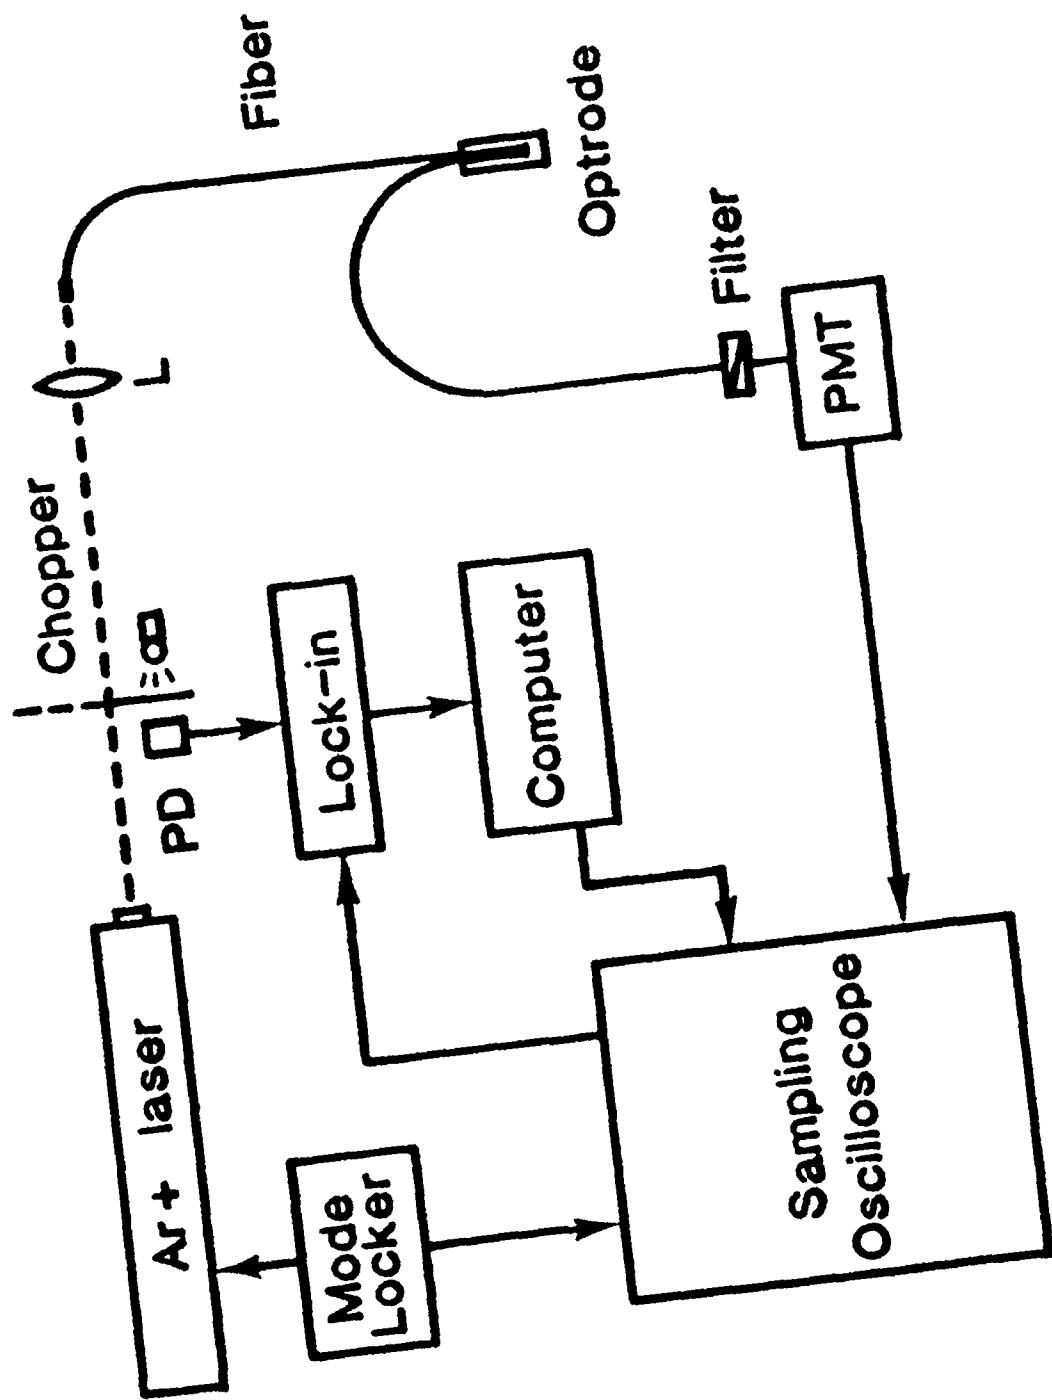 Ar+ laser
PD
Chopper
L
Fiber
Mode
Locker
Lock-in
Computer
Optrode
Filter
PMT
Sampling
Oscilloscope